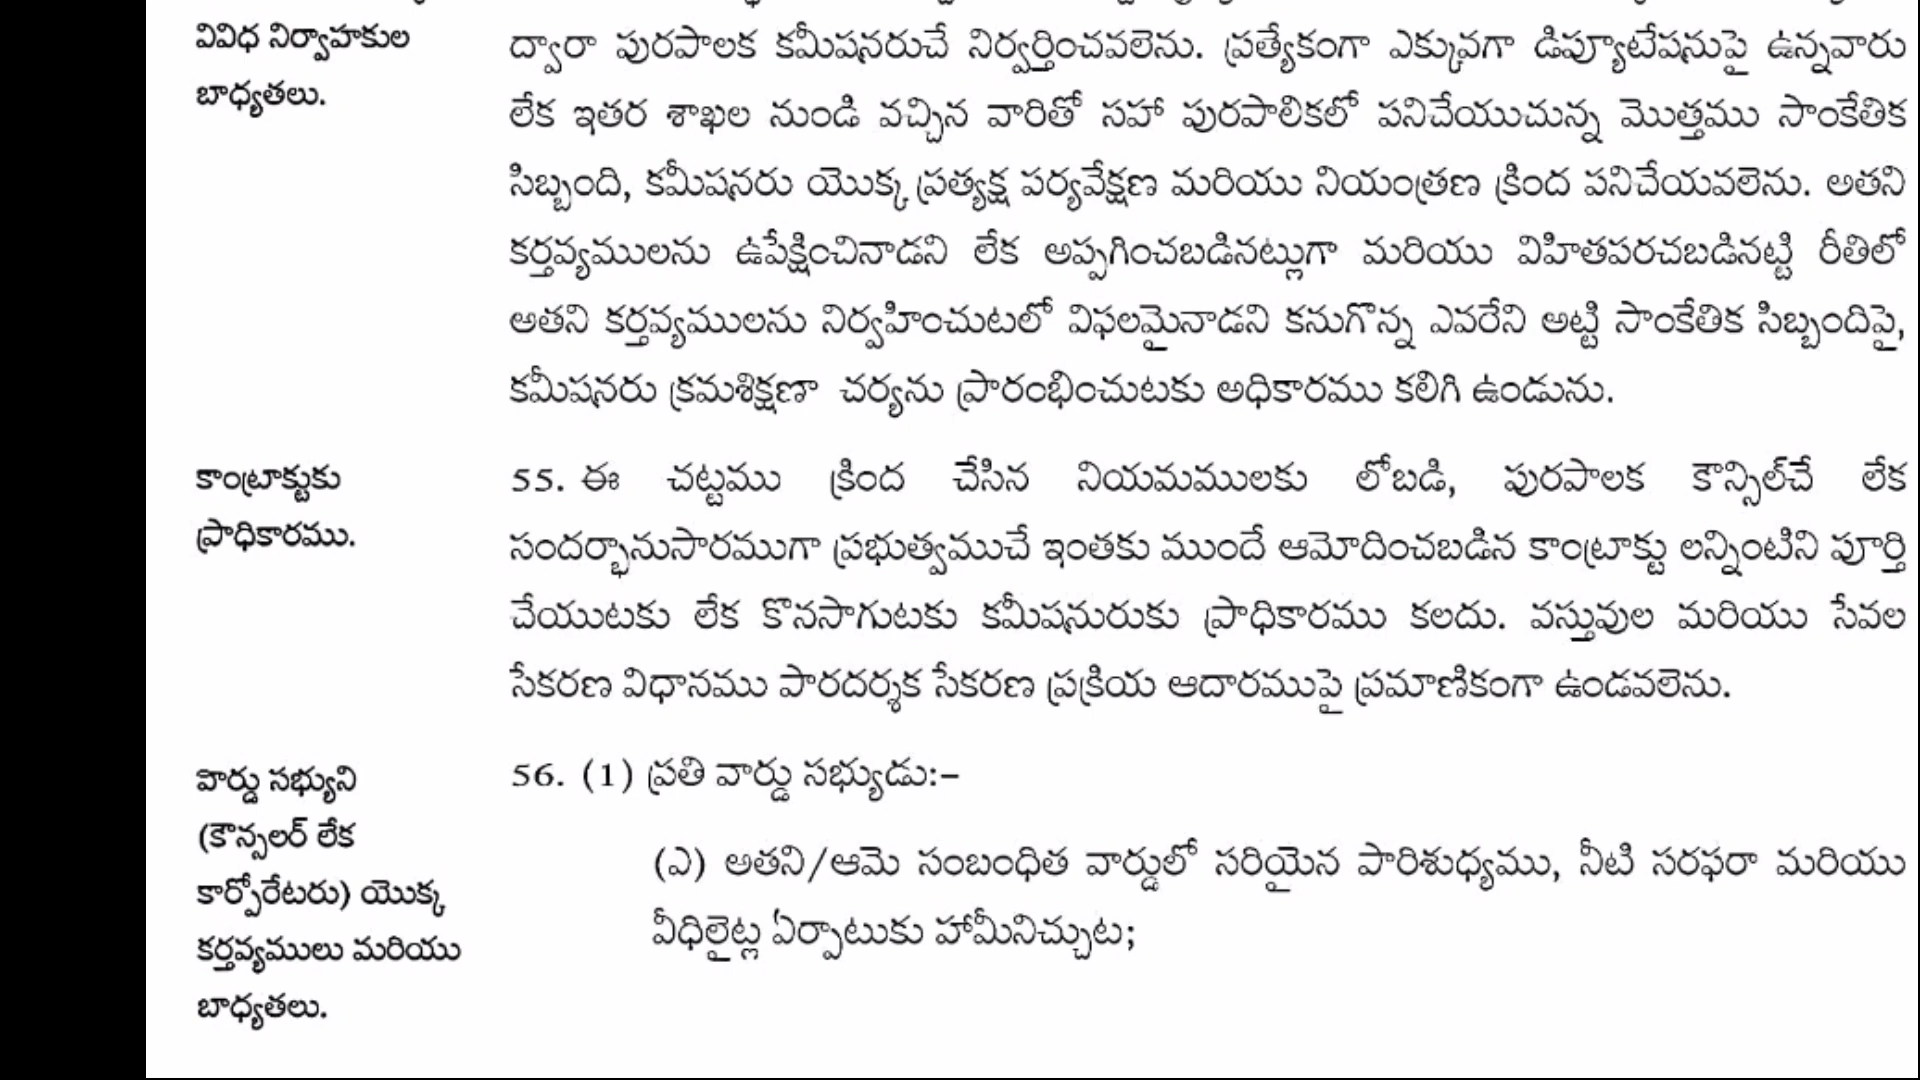 వివిధ నిర్వాహకుల
బాధ్యతలు.
ద్వారా పురపాలక కమీషనరుచే నిర్వర్తించవలెను. ప్రత్యేకంగా ఎక్కువగా డిప్యూటేషనుపై ఉన్నవారు
లేక ఇతర శాఖల నుండి వచ్చిన వారితో సహా పురపాలికలో పనిచేయుచున్న మొత్తము సాంకేతిక
సిబ్బంది, కమీషనరు యొక్క ప్రత్యక్ష పర్యవేక్షణ మరియు నియంత్రణ క్రింద పనిచేయవలెను. అతని
కర్తవ్యములను ఉపేక్షించినాడని లేక అప్పగించబడినట్లుగా మరియు విహితపరచబడినట్టి రీతిలో
అతని కర్తవ్యములను నిర్వహించుటలో విఫలమైనాడని కనుగొన్న ఎవరేని అట్టి సాంకేతిక సిబ్బందిపై,
కమీషనరు క్రమశిక్షణా చర్యను ప్రారంభించుటకు అధికారము కలిగి ఉండును.
కాంట్రాక్టుకు
ప్రాధికారము.
55. ఈ చట్టము క్రింద చేసిన నియమములకు లోబడి, పురపాలక కౌన్సిల్‌చే లేక
సందర్భానుసారముగా ప్రభుత్వముచే ఇంతకు ముందే ఆమోదించబడిన కాంట్రాక్టు లన్నింటిని పూర్తి
చేయుటకు లేక కొనసాగుటకు కమీషనురుకు ప్రాధికారము కలదు. వస్తువుల మరియు సేవల
సేకరణ విధానము పారదర్శక సేకరణ ప్రక్రియ ఆదారముపై ప్రమాణికంగా ఉండవలెను.
వార్డు సభ్యుని
(కౌన్సలర్ లేక
కార్పోరేటరు) యొక్క
కర్తవ్యములు మరియు
బాధ్యతలు.
56. (1) ప్రతి వార్డు సభ్యుడు:–
(ఎ) అతని/ఆమె సంబంధిత వార్డులో సరియైన పారిశుధ్యము, నీటి సరఫరా మరియు
వీధిలైట్ల ఏర్పాటుకు హామీనిచ్చుట;